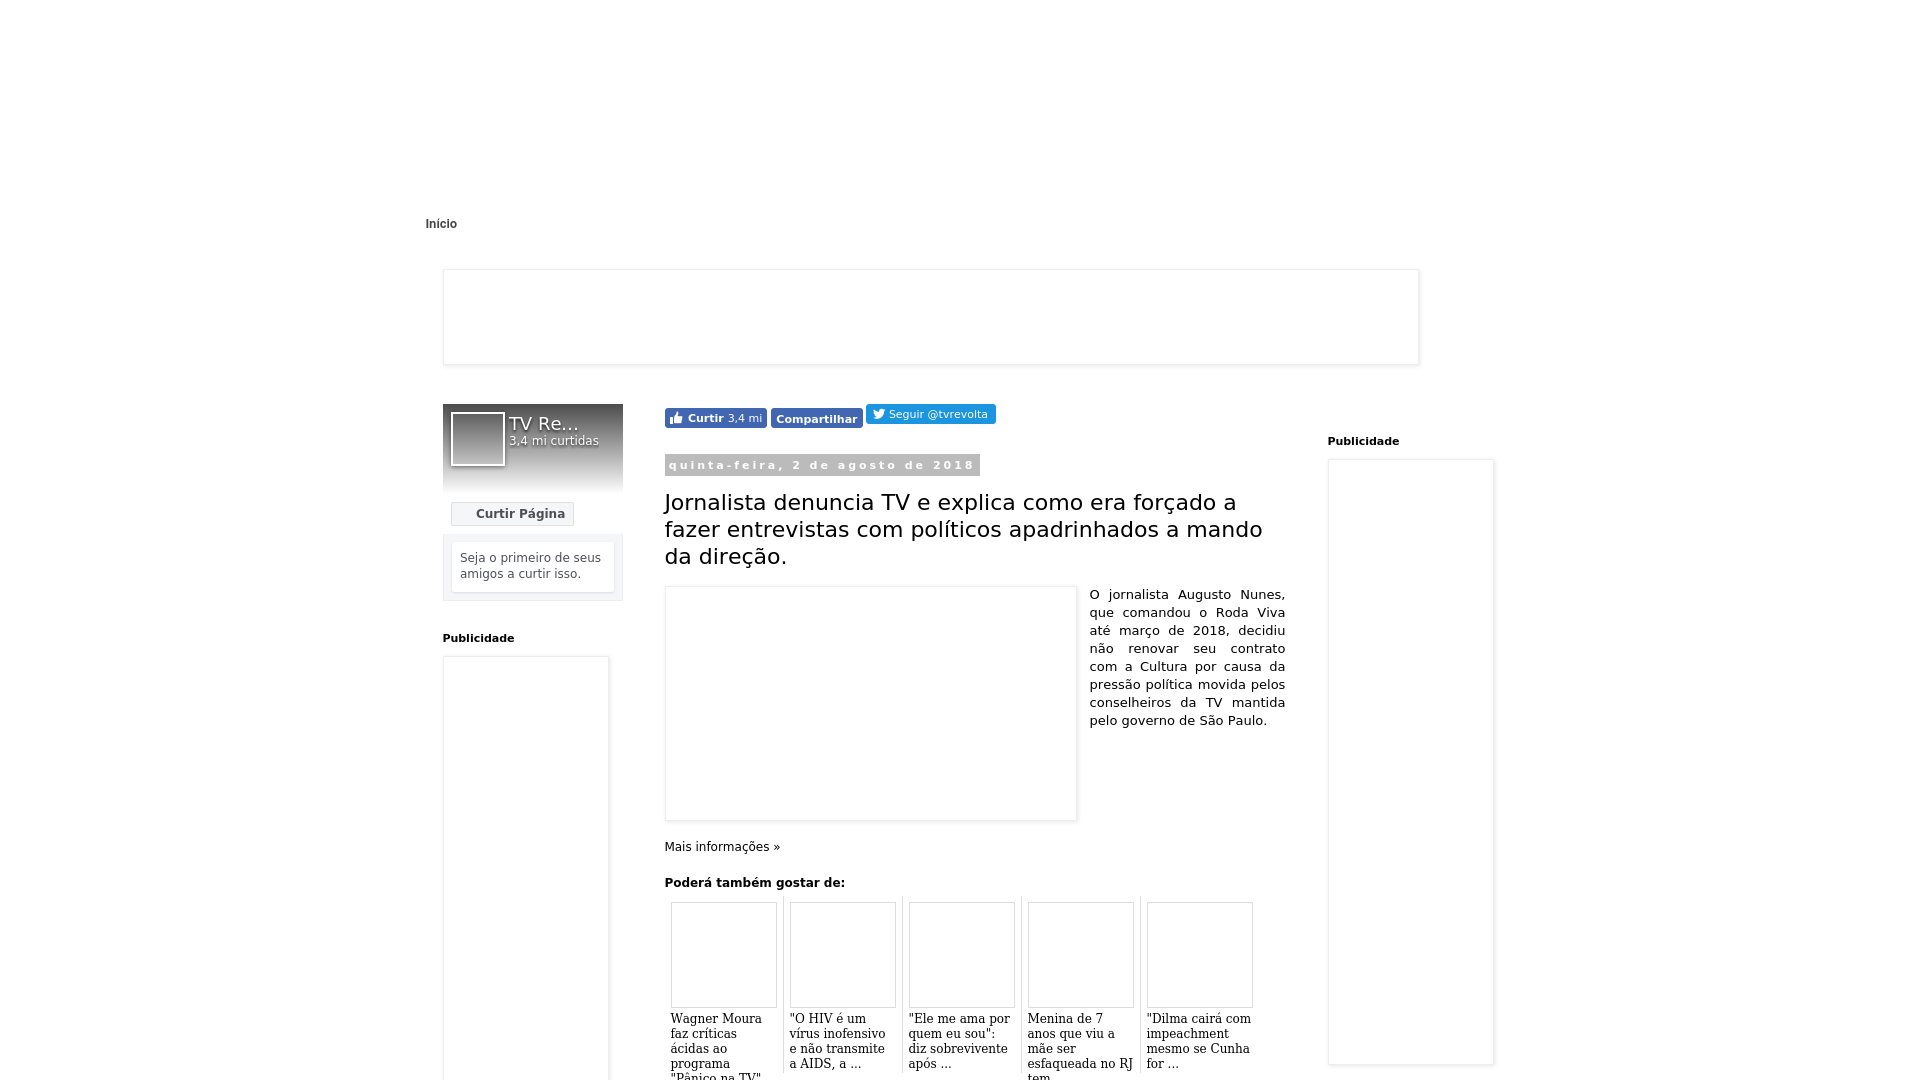 Início
TV Re...
3,4 mi curtidas
Curtir Página
Seja o primeiro de seus
amigos a curtir isso.
Publicidade
Curtir 3,4 mi
Compartilhar
Seguir @tvrevolta
quinta-feira, 2 de agosto de 2018
Jornalista denuncia TV e explica como era forçado a
fazer entrevistas com políticos apadrinhados a mando
da direção.
O jornalista Augusto Nunes,
que comandou o Roda Viva
até março de 2018, decidiu
não renovar seu contrato
com a Cultura por causa da
pressão política movida pelos
conselheiros da TV mantida
pelo governo de São Paulo.
Mais informações »
Poderá também gostar de:
Wagner Moura
faz críticas
ácidas ao
programa
"Pânico na TV"
"O HIV é um
vírus inofensivo
e não transmite
a AIDS, a ...
"Ele me ama por
quem eu sou":
diz sobrevivente
após ...
Menina de 7
anos que viu a
mãe ser
esfaqueada no RJ
tem
"Dilma cairá com
impeachment
mesmo se Cunha
for ...
Publicidade